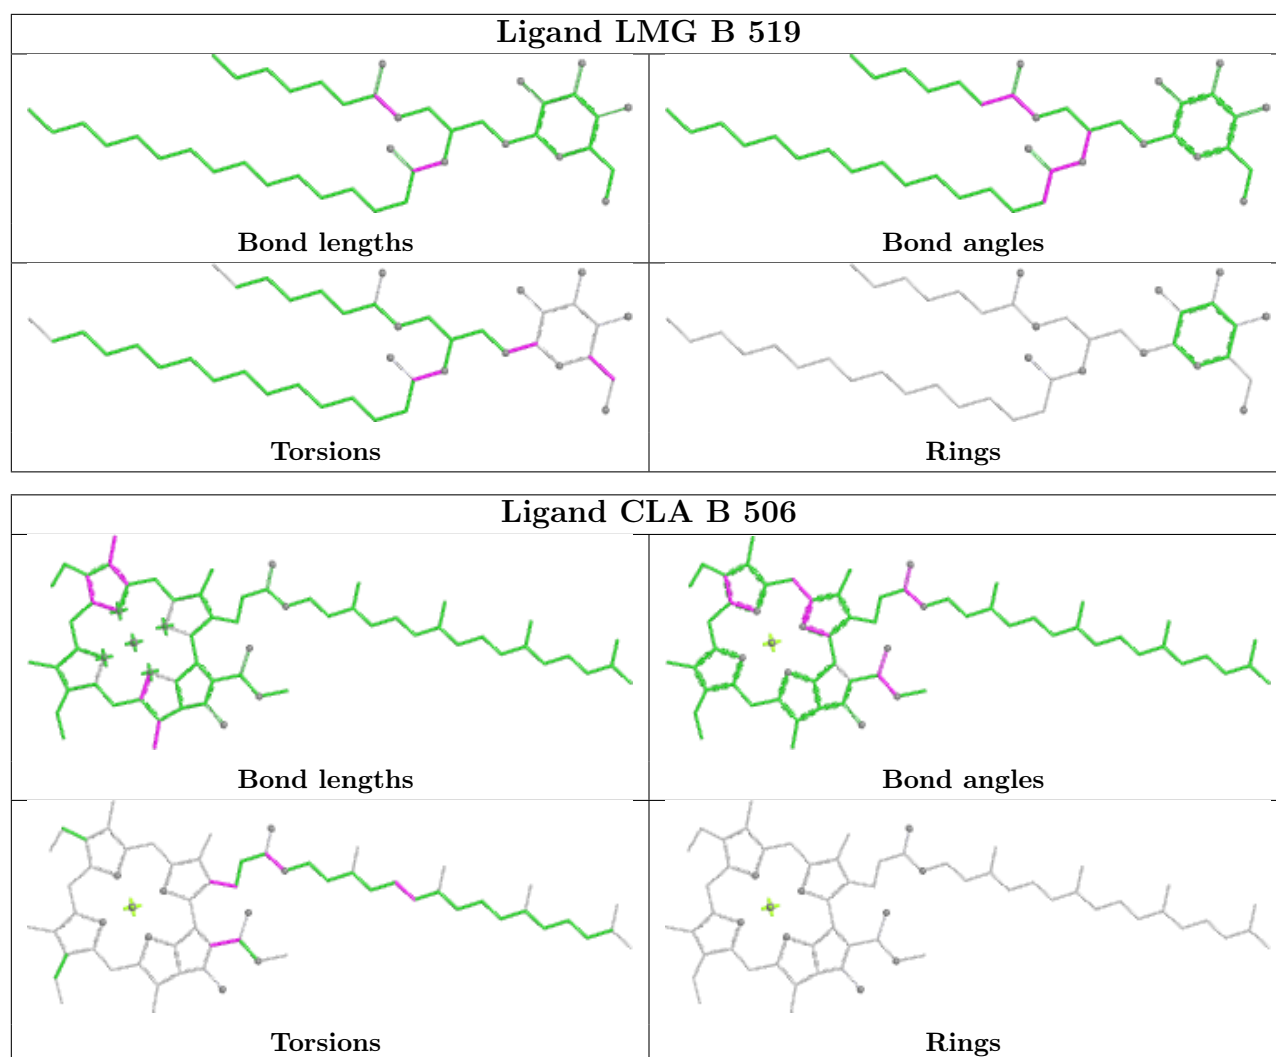 Ligand LMG B 519
Bond lengths
Bond angles
Torsions
Rings
Ligand CLA B 506
Bond lengths
Bond angles
Torsions
Rings